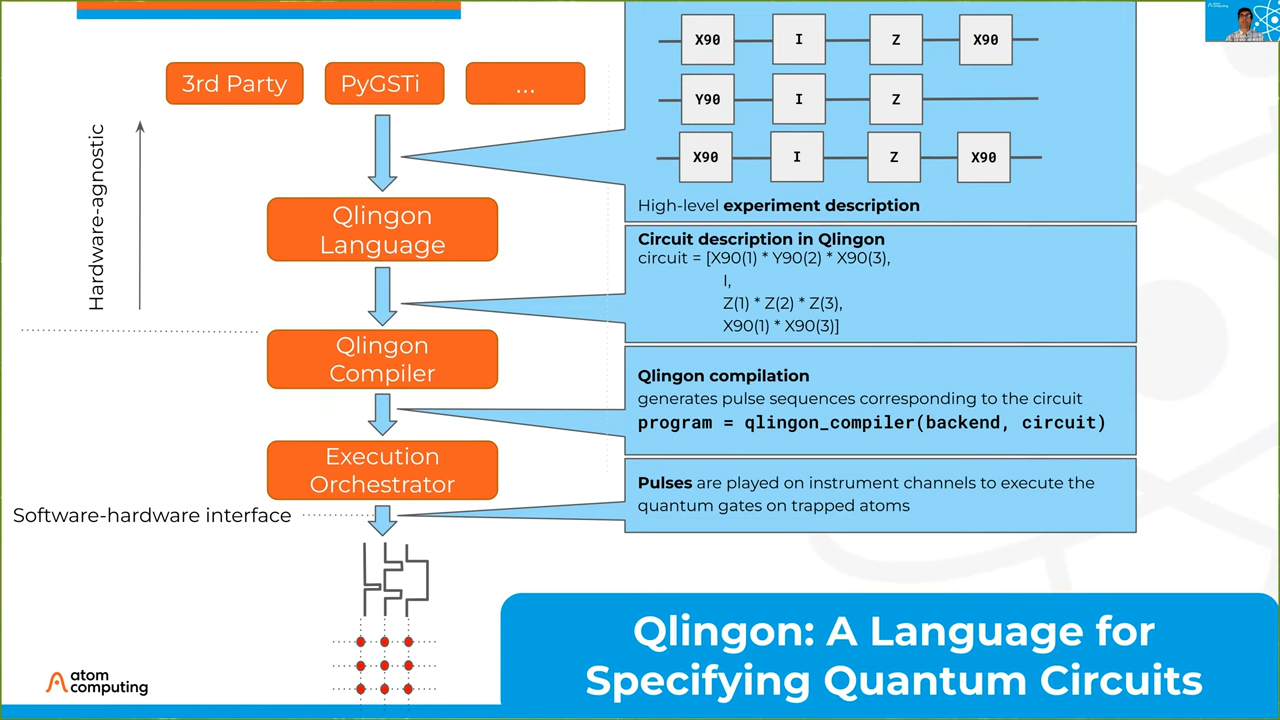 3rd Party
PyGSTi
...
Hardware-agnostic
Qlingon
Language
Qlingon
Compiler
Execution
Orchestrator
Software-hardware interface
X90 I Z X90
Y90 I Z
X90 I Z X90
High-level experiment description
Circuit description in Qlingon
circuit = [X90(1) * Y90(2) * X90(3),
I,
Z(1) * Z(2) * Z(3),
X90(1) * X90(3)]
Qlingon compilation
generates pulse sequences corresponding to the circuit
program = qlingon_compiler(backend, circuit)
Pulses are played on instrument channels to execute the
quantum gates on trapped atoms
Qlingon: A Language for
Specifying Quantum Circuits
atom
computing